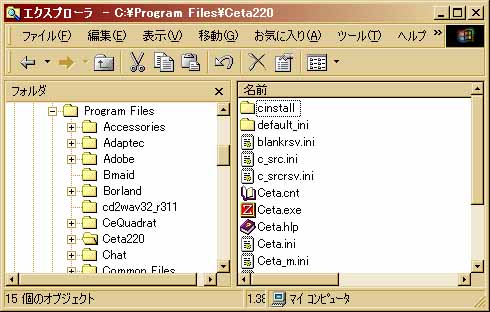 エクスプローラ - C:¥Program Files¥Ceta220
ファイル(F) 編集(E) 表示(V) 移動(G) お気に入り(A) ツール(T) ヘルプ »
フォルダ
Program Files
Accessories
Adaptec
Adobe
Bmaid
Borland
cd2wav32_r311
CeQuadrat
Ceta220
Chat
Common Files
名前
cinstall
default_ini
blankrsv.ini
c_src.ini
c_srcrsv.ini
Ceta.cnt
Ceta.exe
Ceta.hlp
Ceta.ini
Ceta_m.ini
15 個のオブジェクト 1.38 マイ コンピュータ